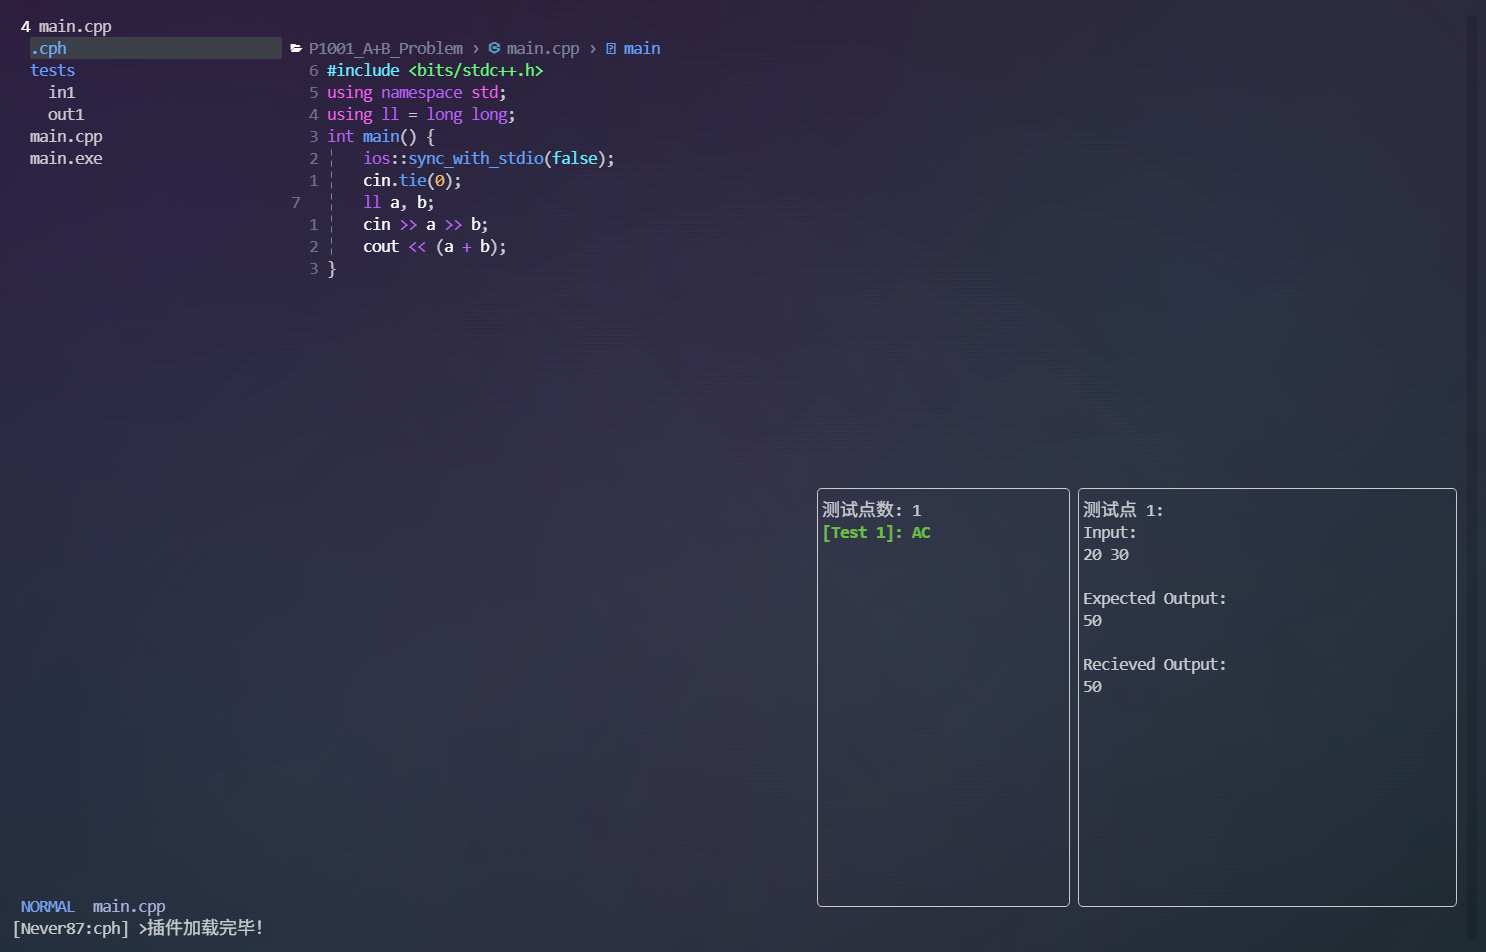 4 main.cpp
.cph
tests
in1
out1
main.cpp
main.exe
P1001_A+B_Problem › main.cpp › main
6 #include <bits/stdc++.h>
5 using namespace std;
4 using ll = long long;
3 int main() {
2 ios::sync_with_stdio(false);
1 cin.tie(0);
7 ll a, b;
1 cin >> a >> b;
2 cout << (a + b);
3 }
测试点数: 1
[Test 1]: AC
测试点 1:
Input:
20 30
Expected Output:
50
Recieved Output:
50
NORMAL main.cpp
[Never87:cph] >插件加载完毕!